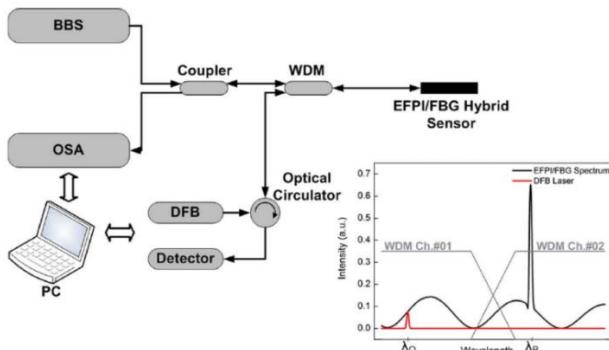 BBS
Coupler
WDM
EFPI/FBG Hybrid
Sensor
OSA
Optical
Circulator
DFB
Detector
PC
EFPI/FBG Spectrum
DFB Laser
0.7
0.6
0.5
0.4
0.3
0.2
0.1
0.0
Intensity (a.u.)
WDM Ch.#01
WDM Ch.#02
λQ
Wavelength
λB